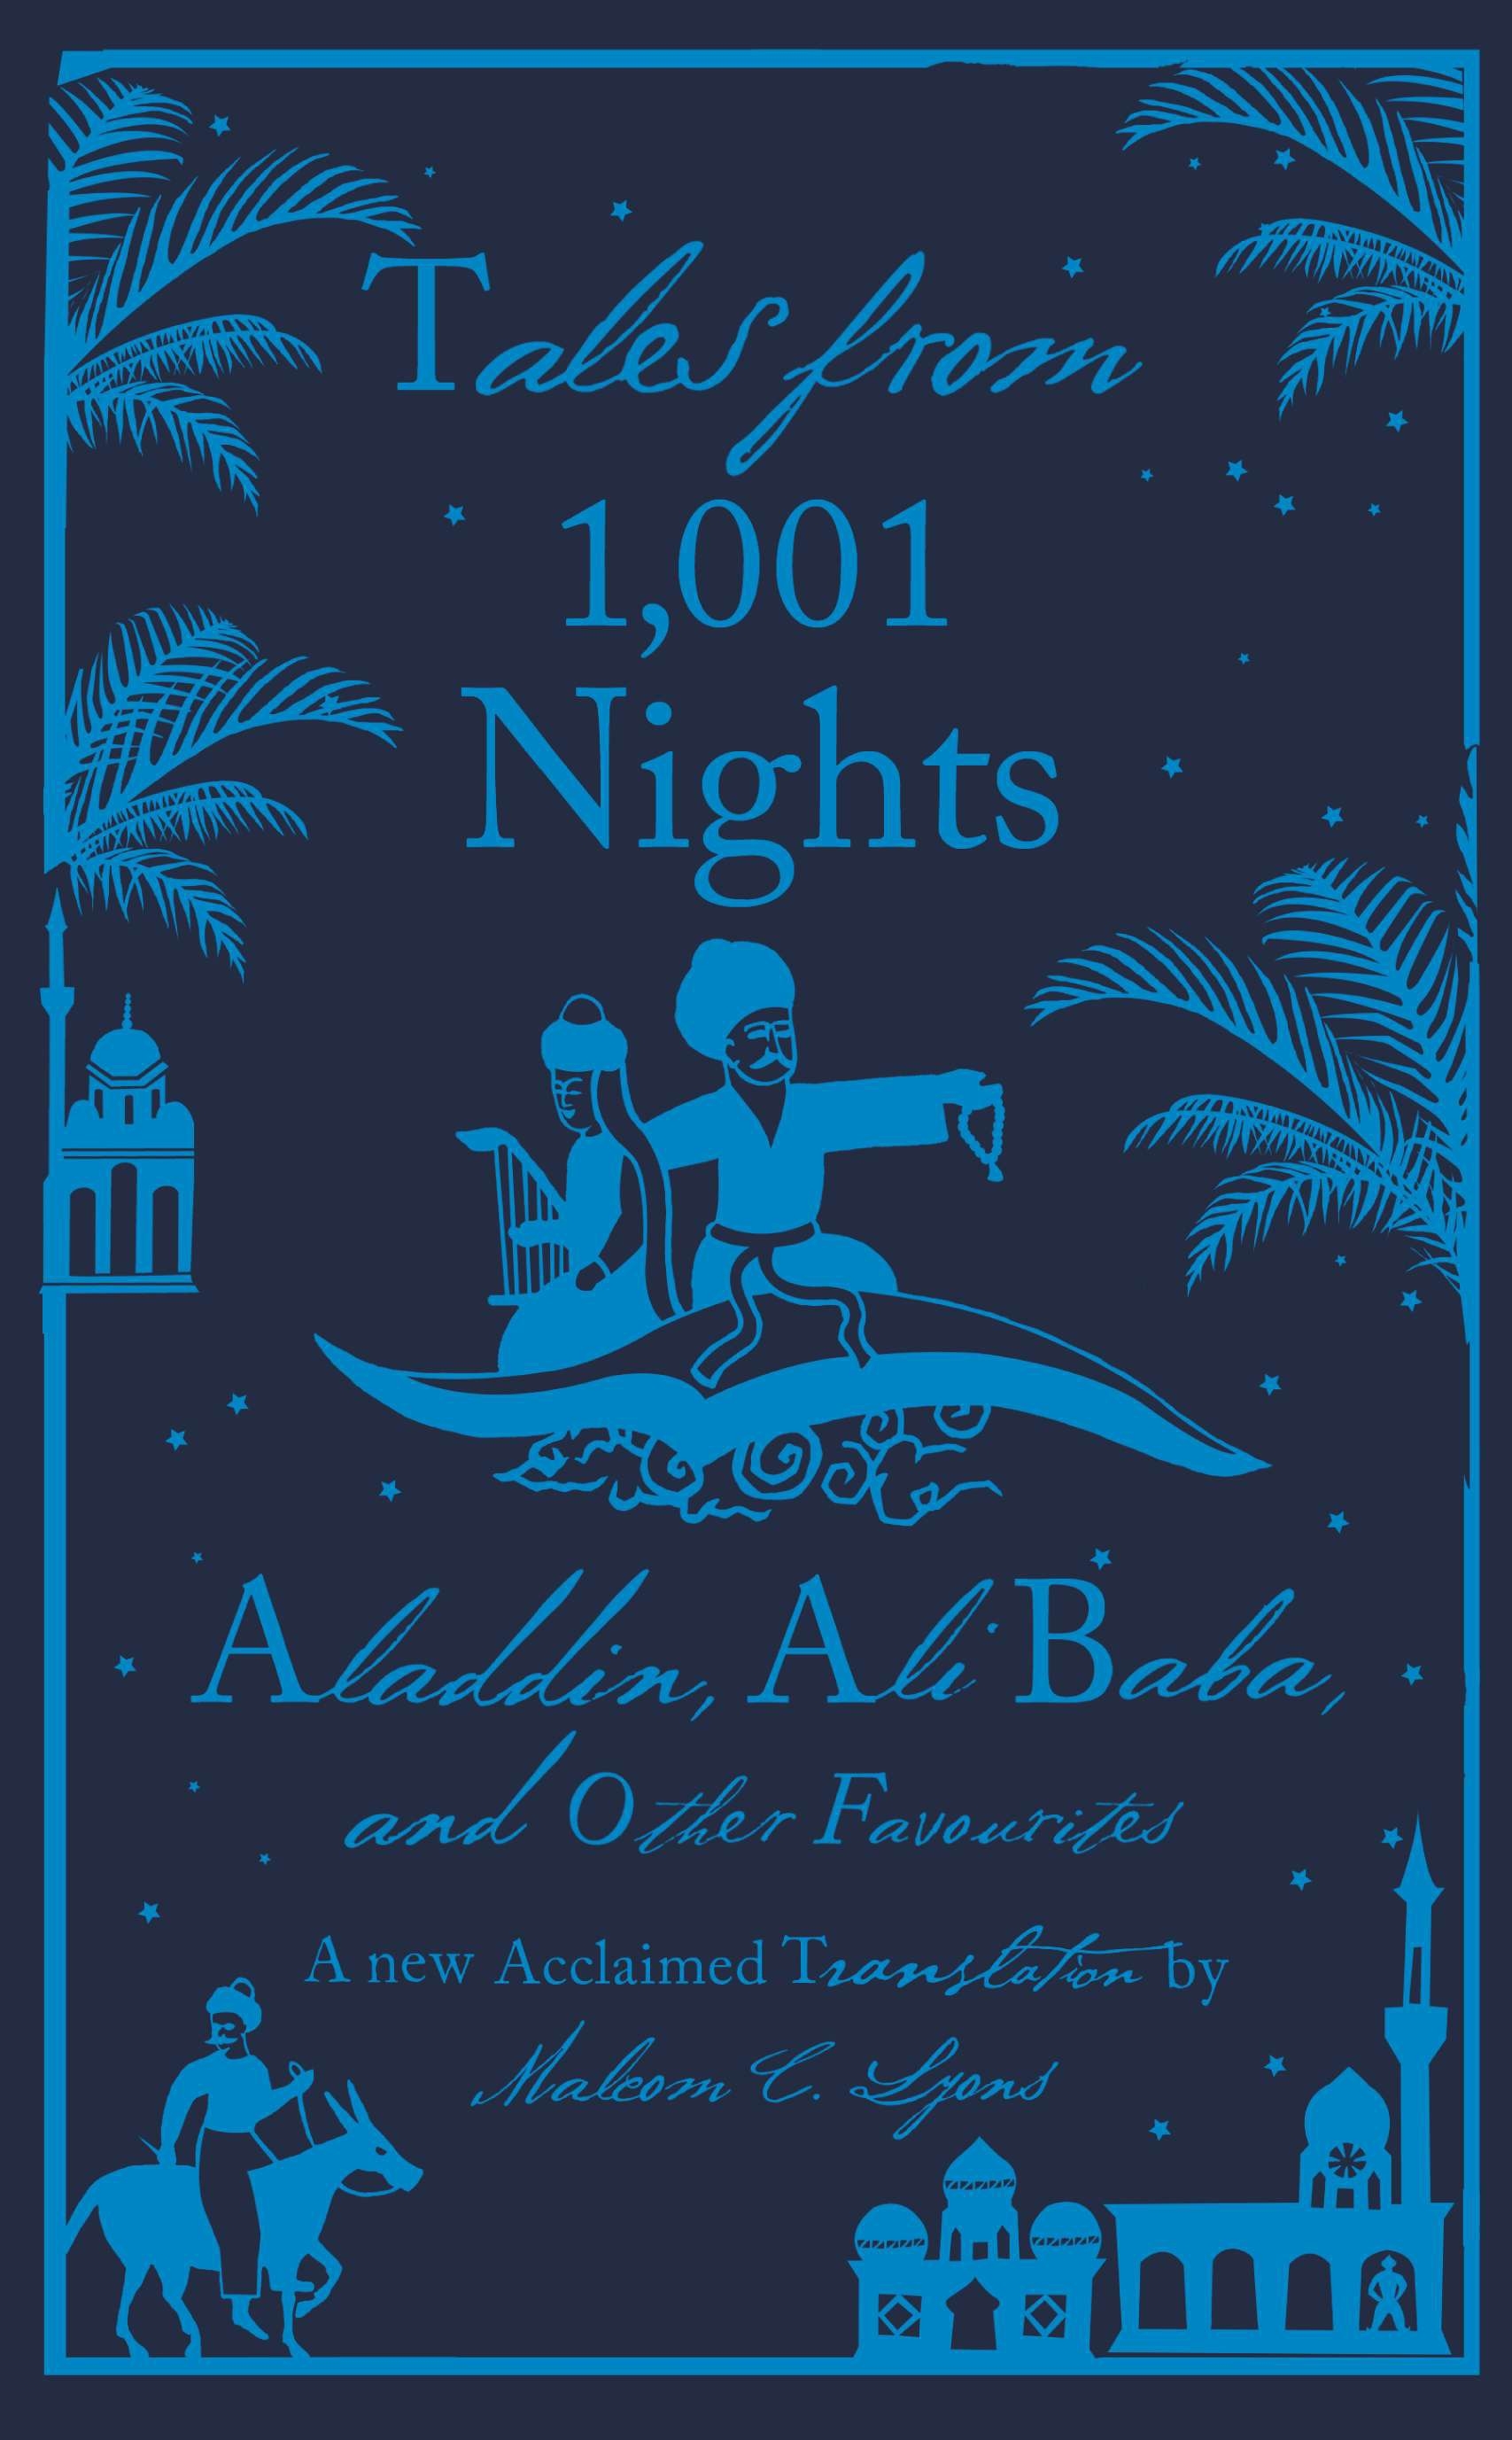 Tales from
1,001
Nights
Aladdin, Ali Baba,
and Other Favourites
A new Acclaimed Translation by
Malcolm C. Lyons